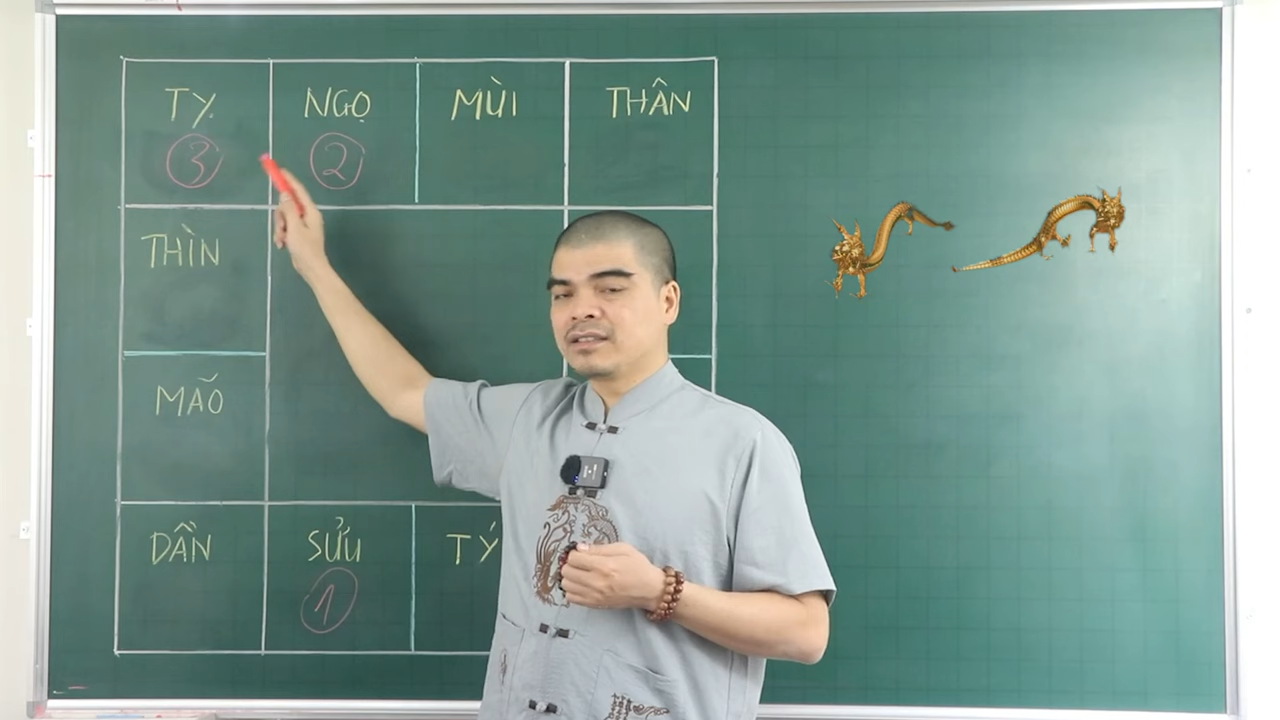 TỴ NGỌ MÙI THÂN
3 2
THÌN
MÃO
DẦN SỬU TÝ
1